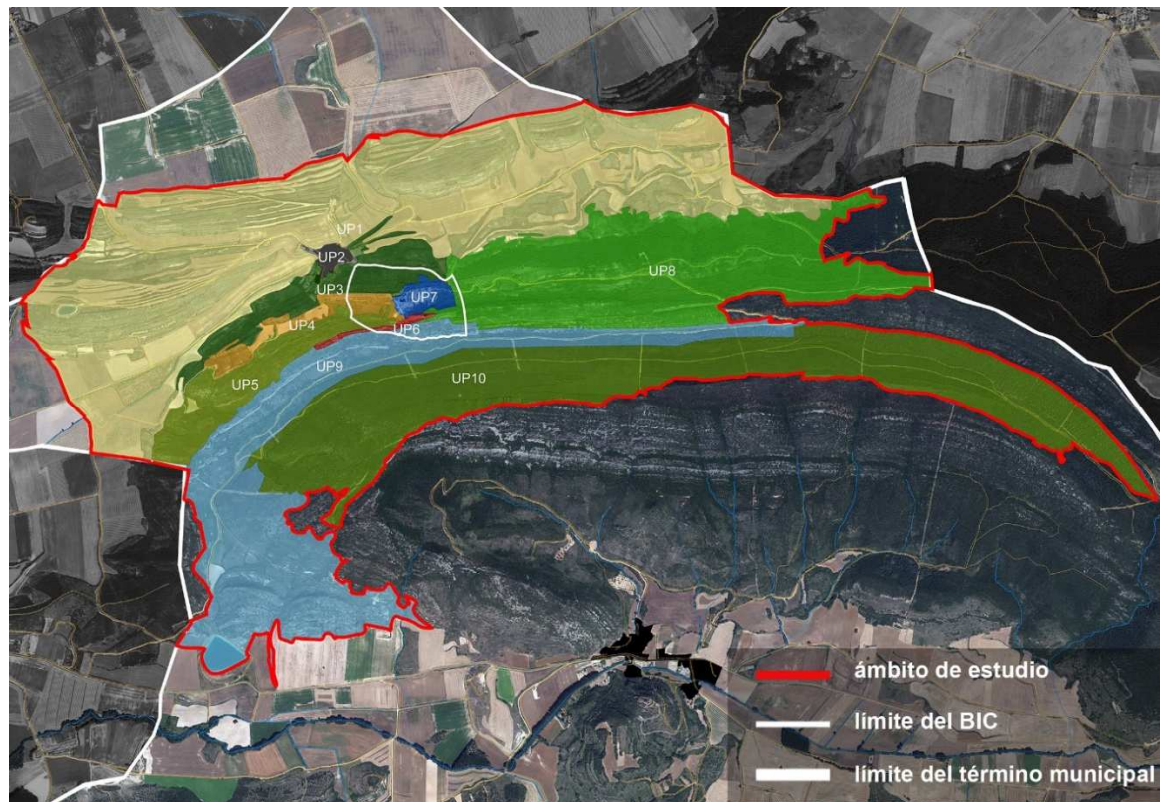 UP1
UP2
UP8
UP3
UP7
UP4
UP6
UP9
UP5
UP10
ámbito de estudio
límite del BIC
límite del término municipal